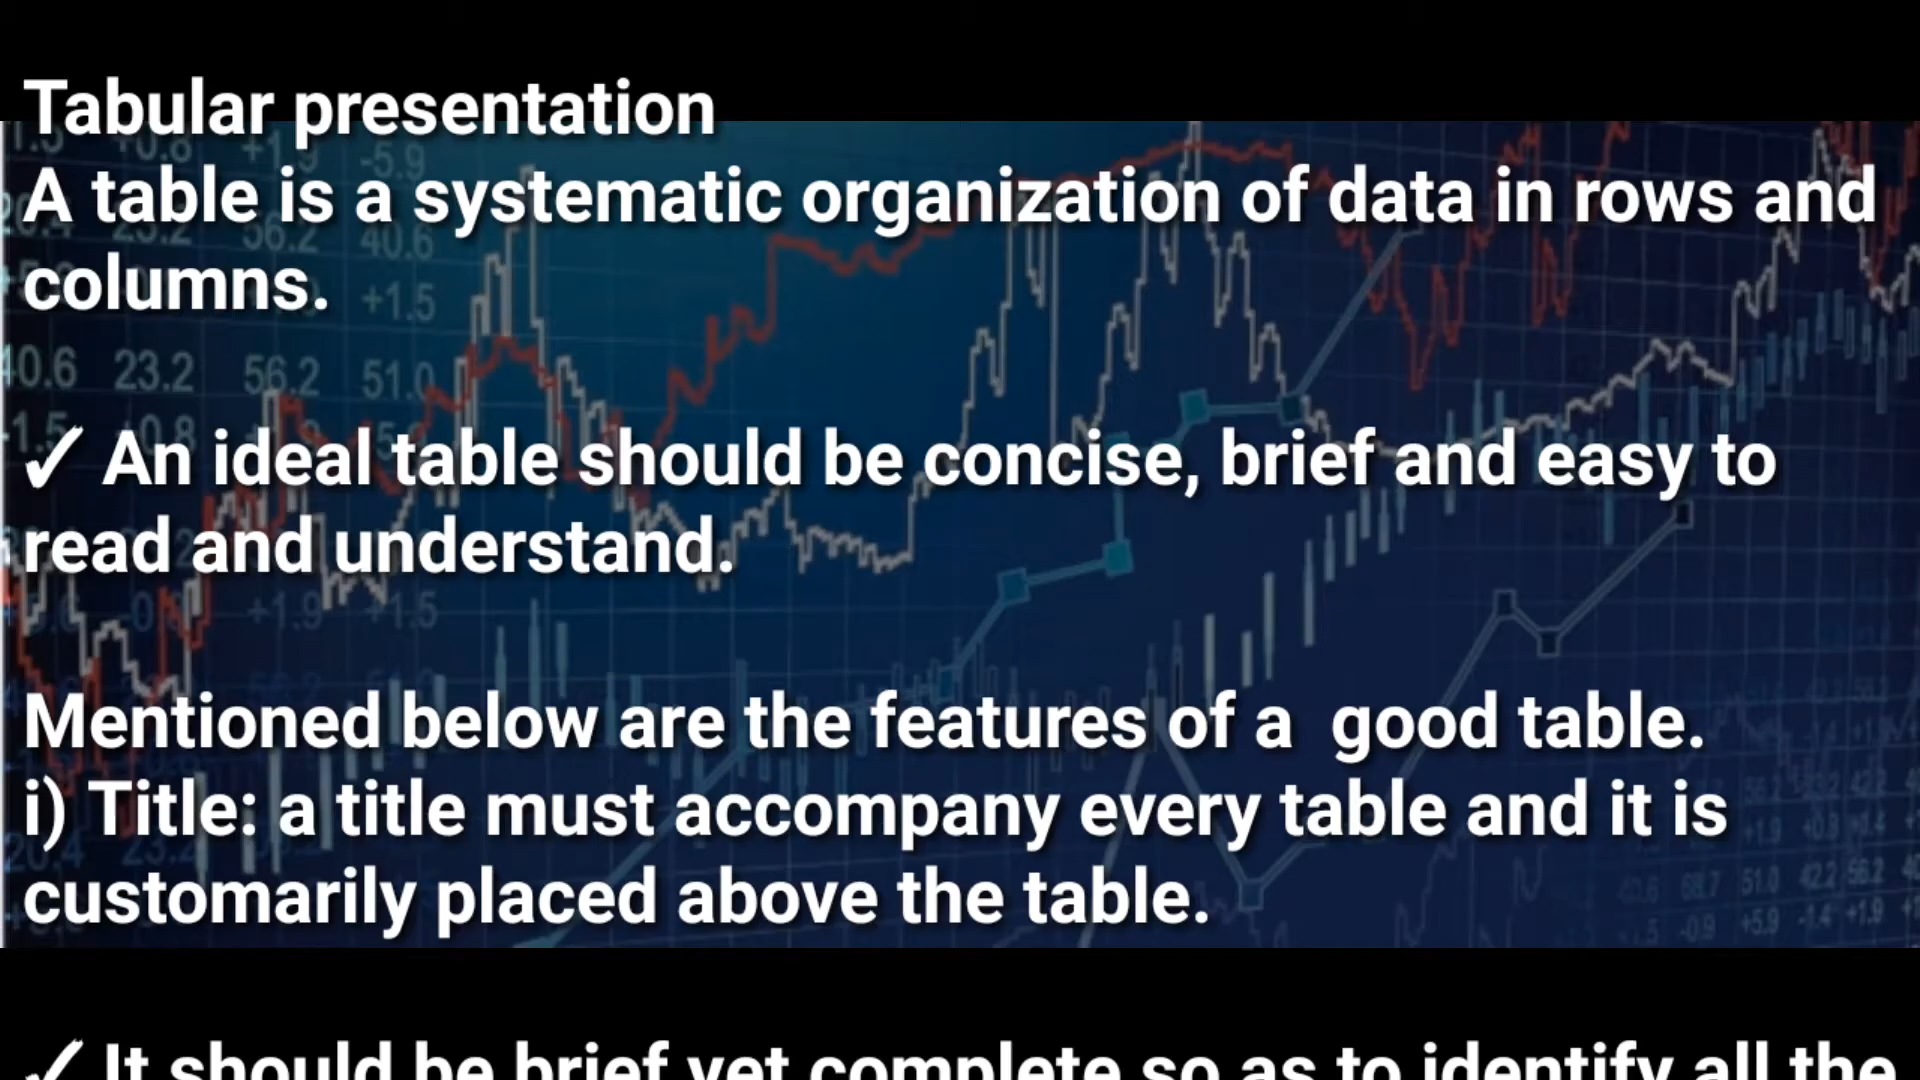 Tabular presentation
A table is a systematic organization of data in rows and
columns.
✓ An ideal table should be concise, brief and easy to
read and understand.
Mentioned below are the features of a  good table.
i) Title: a title must accompany every table and it is
customarily placed above the table.
✓ It should be brief yet complete so as to identify all the